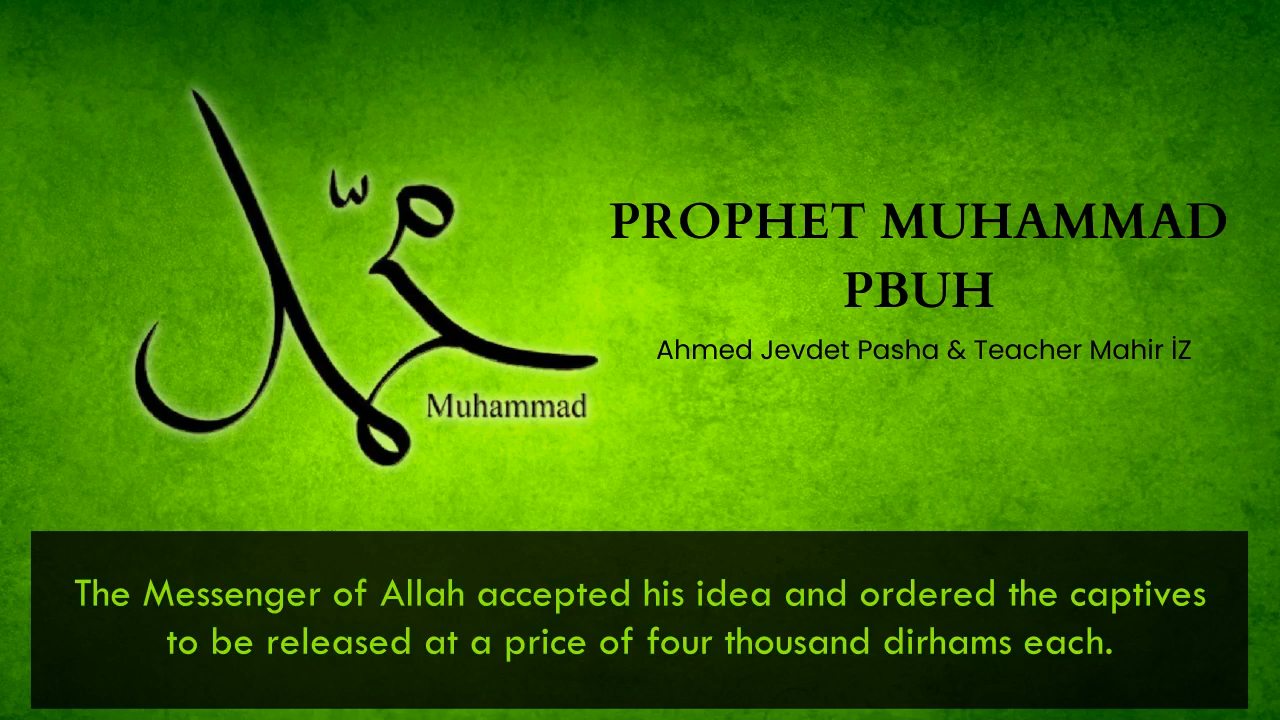 محمد
PROPHET MUHAMMAD
PBUH
Ahmed Jevdet Pasha & Teacher Mahir İZ
Muhammad
The Messenger of Allah accepted his idea and ordered the captives
to be released at a price of four thousand dirhams each.